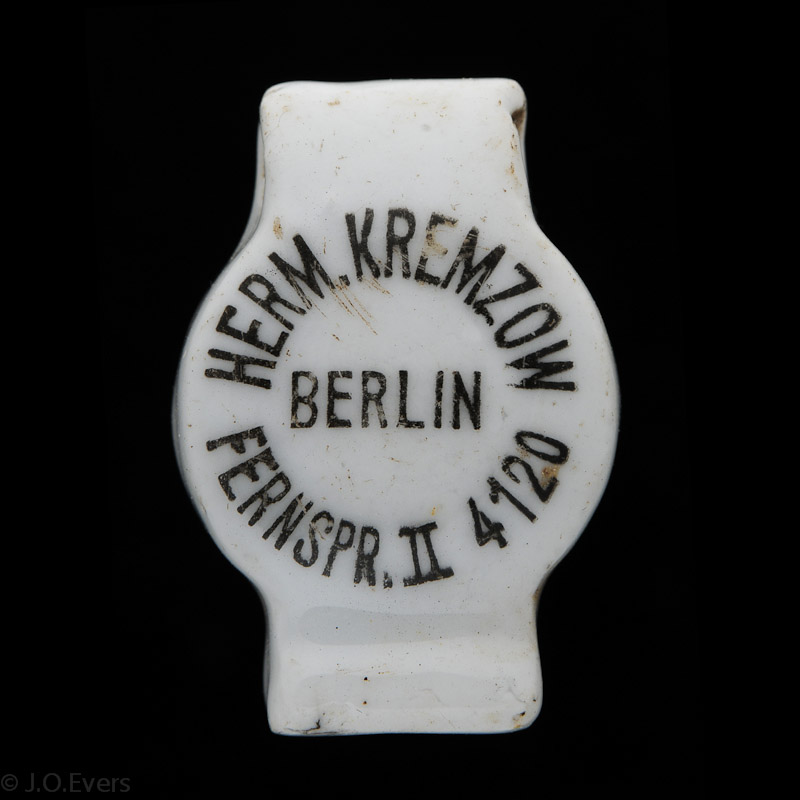 HERM. KREMZOW
BERLIN
FERNSPR. II 4120
© J.O.Evers